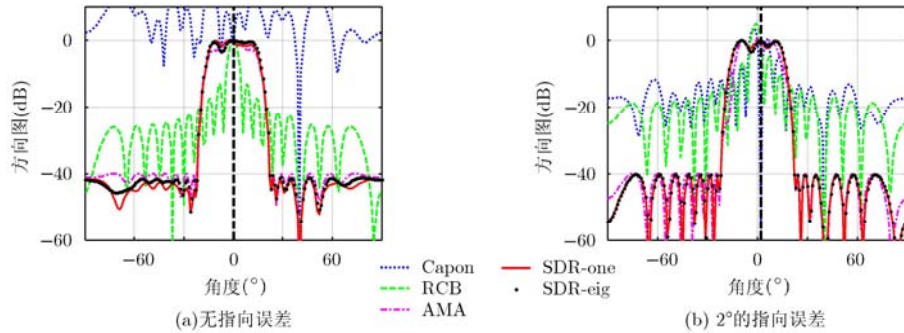 0
−20
−40
−60
方向图(dB)
−60
0
60
角度(°)
(a)无指向误差
0
−20
−40
−60
方向图(dB)
−60
0
60
角度(°)
(b) 2°的指向误差
Capon
RCB
AMA
SDR-one
SDR-eig